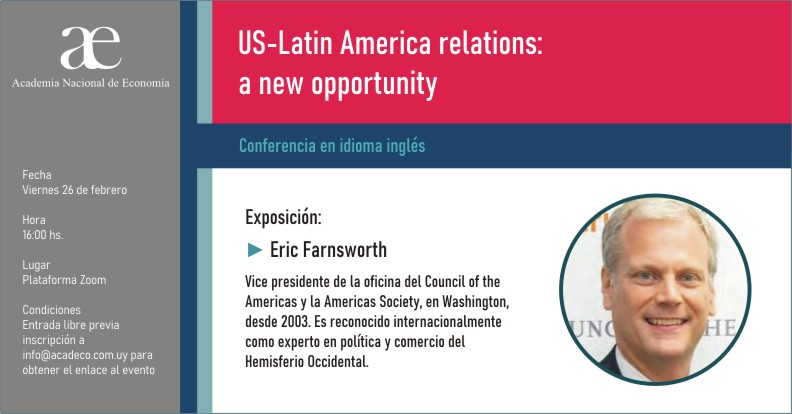 ae
Academia Nacional de Economía
US-Latin America relations:
a new opportunity
Conferencia en idioma inglés
Fecha
Viernes 26 de febrero
Hora
16:00 hs.
Lugar
Plataforma Zoom
Condiciones
Entrada libre previa
inscripción a
info@acadeco.com.uy para
obtener el enlace al evento
Exposición:
Eric Farnsworth
Vice presidente de la oficina del Council of the
Americas y la Americas Society, en Washington,
desde 2003. Es reconocido internacionalmente
como experto en política y comercio del
Hemisferio Occidental.
UNC HE